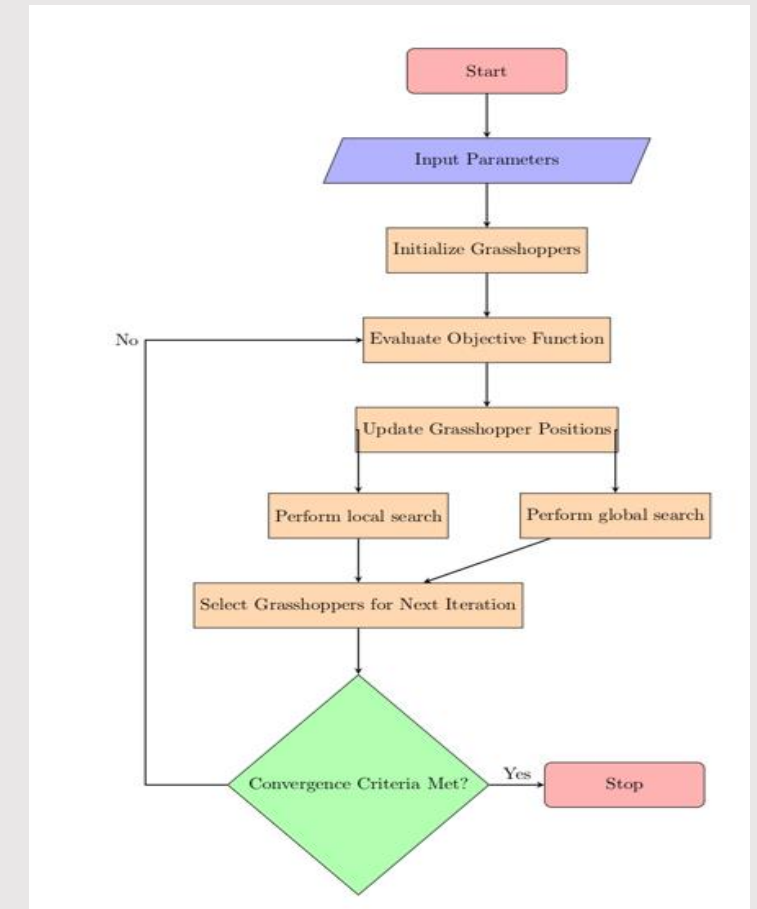 Start
Input Parameters
Initialize Grasshoppers
No
Evaluate Objective Function
Update Grasshopper Positions
Perform local search
Perform global search
Select Grasshoppers for Next Iteration
Convergence Criteria Met?
Yes
Stop